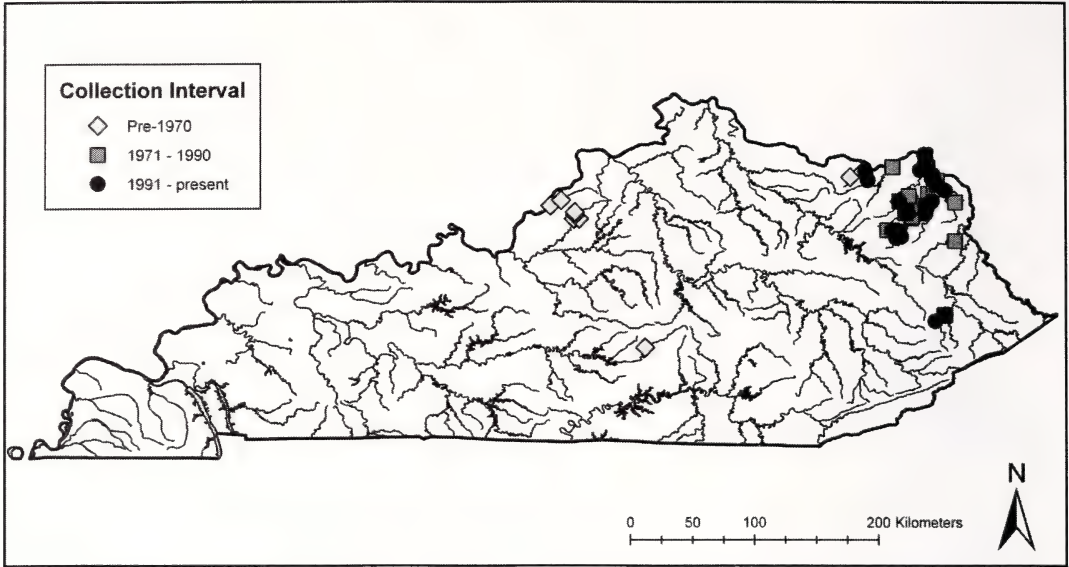 Collection Interval
Pre-1970
1971 - 1990
1991 - present
N
0 50 100 200 Kilometers